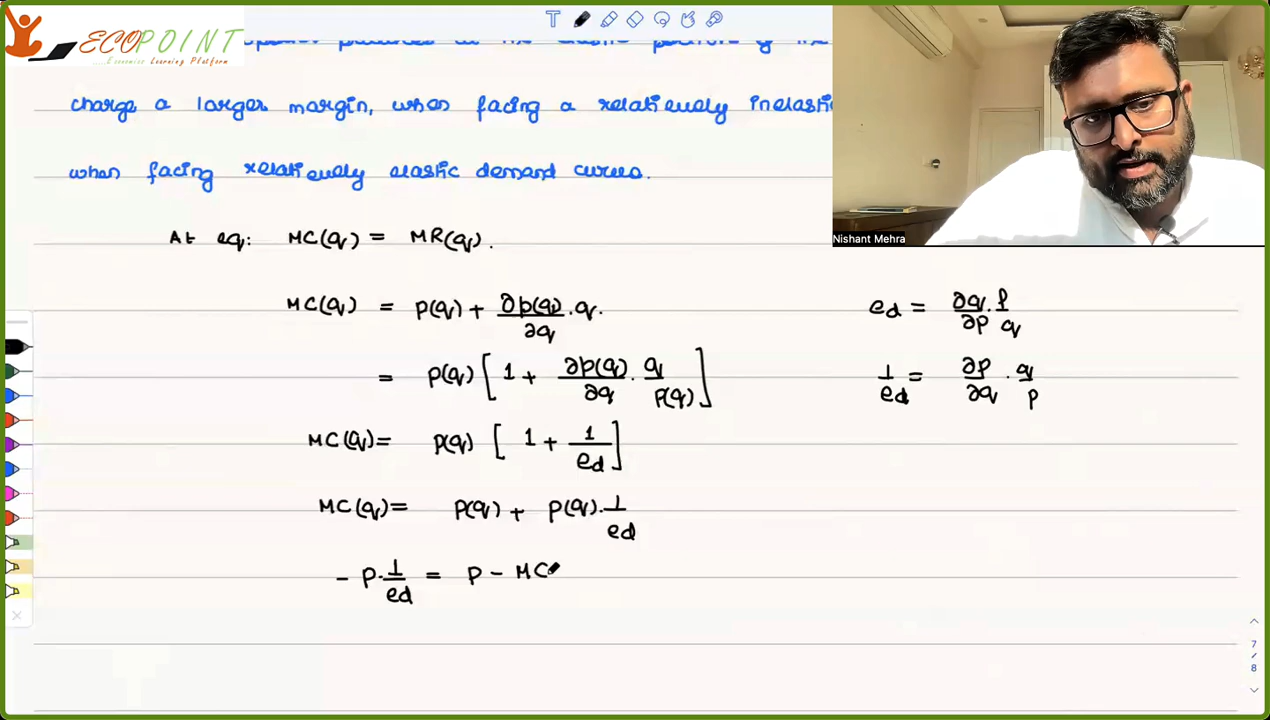 ECOPOINT
....Economics Learning Platform
charge a larger margin, when facing a relatively inelastic
when facing relatively elastic demand curves.
At eq: MC(q) = MR(q).
MC(q) = p(q) + ∂p(q)/∂q . q.
= p(q) [ 1 + ∂p(q)/∂q . q/p(q) ]
MC(q) = p(q) [ 1 + 1/ed ]
MC(q) = p(q) + p(q). 1/ed
- P. 1/ed = P - MC
ed = ∂q/∂p . P/q
1/ed = ∂p/∂q . q/p
Nishant Mehra
7
/
8